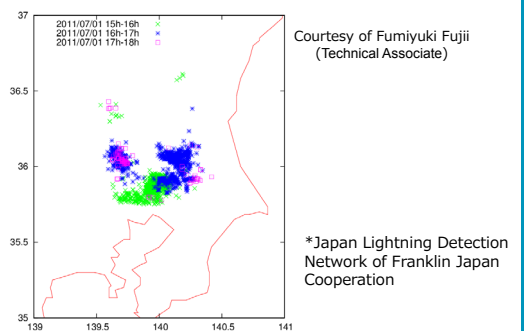 37
36.5
36
35.5
35
139
139.5
140
140.5
141
2011/07/01 15h-16h
2011/07/01 16h-17h
2011/07/01 17h-18h
Courtesy of Fumiyuki Fujii
(Technical Associate)
*Japan Lightning Detection
Network of Franklin Japan
Cooperation